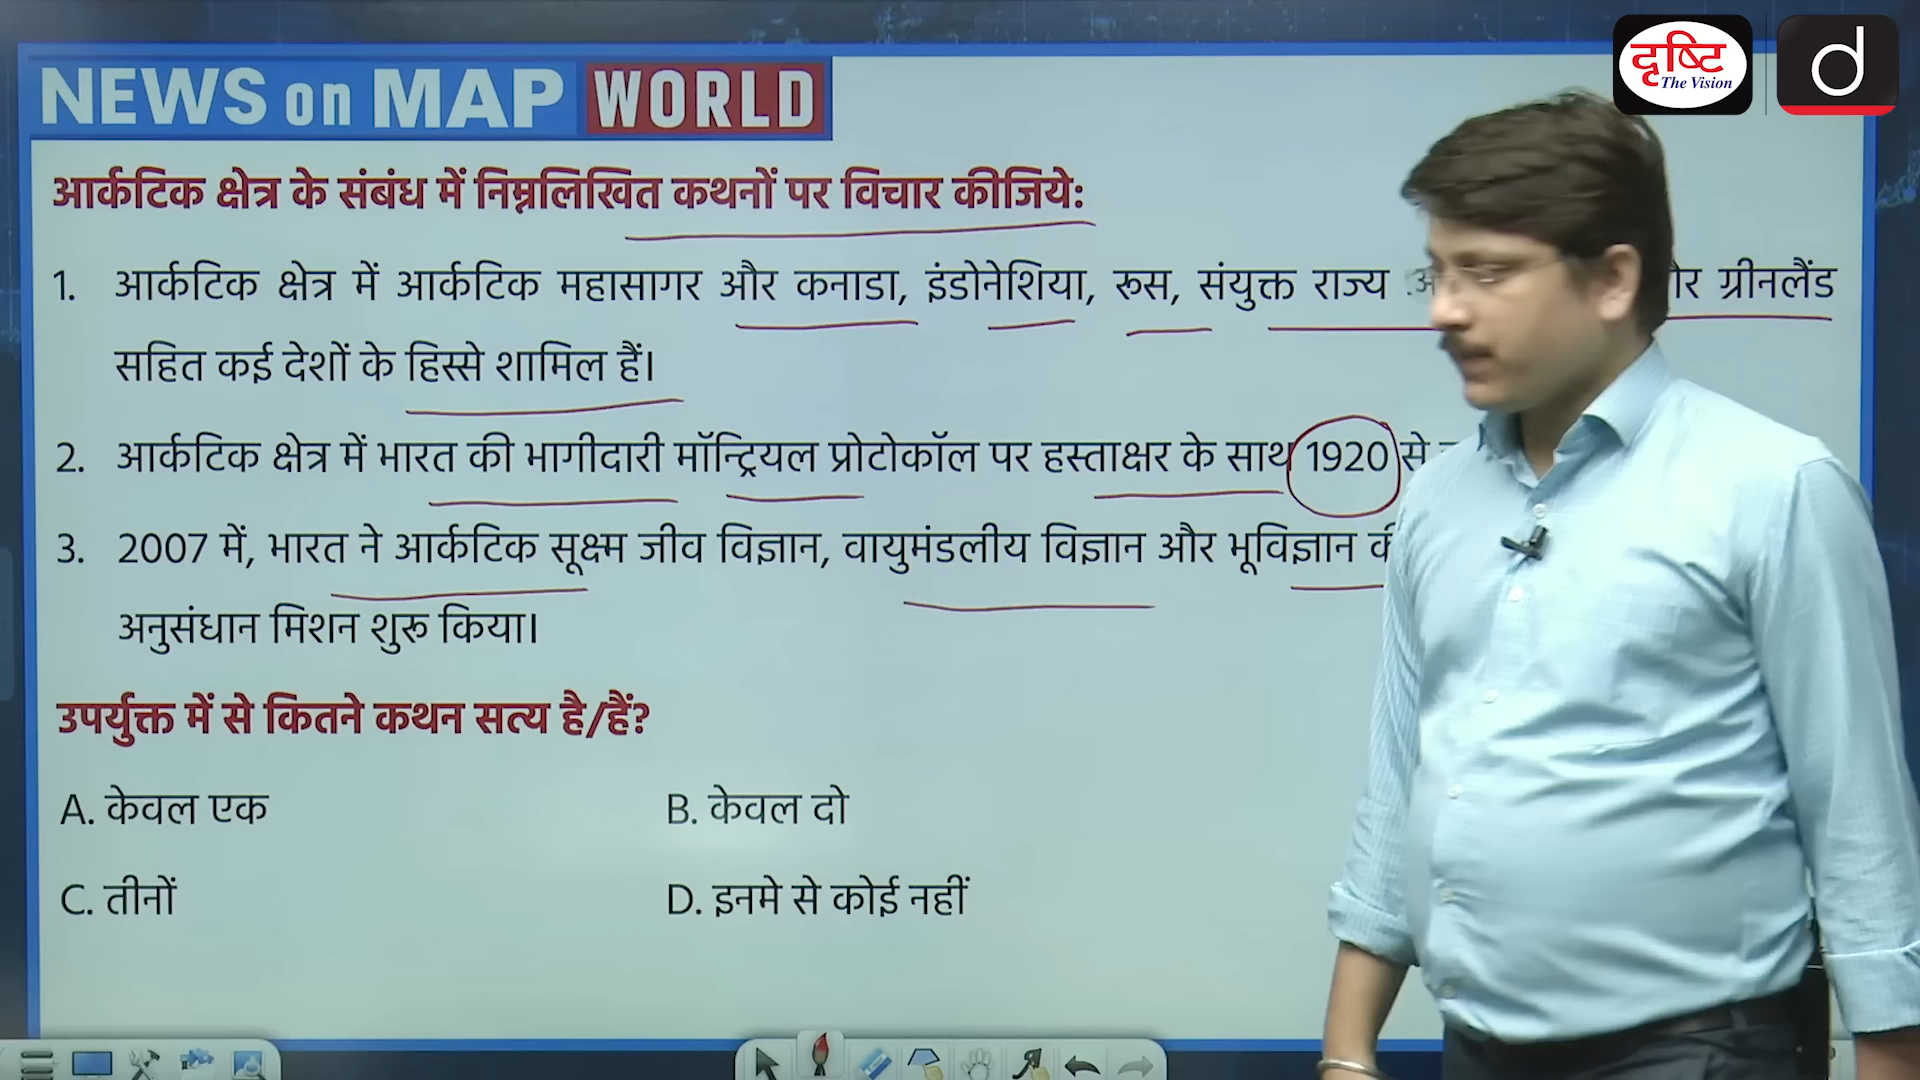 दृष्टि
The Vision
d
NEWS on MAP WORLD
आर्कटिक क्षेत्र के संबंध में निम्नलिखित कथनों पर विचार कीजिये:
1. आर्कटिक क्षेत्र में आर्कटिक महासागर और कनाडा, इंडोनेशिया, रूस, संयुक्त राज्य ग्रीनलैंड
सहित कई देशों के हिस्से शामिल हैं।
2. आर्कटिक क्षेत्र में भारत की भागीदारी मॉन्ट्रियल प्रोटोकॉल पर हस्ताक्षर के साथ 1920 से
3. 2007 में, भारत ने आर्कटिक सूक्ष्म जीव विज्ञान, वायुमंडलीय विज्ञान और भूविज्ञान
अनुसंधान मिशन शुरू किया।
उपर्युक्त में से कितने कथन सत्य है/हैं?
A. केवल एक
B. केवल दो
C. तीनों
D. इनमे से कोई नहीं